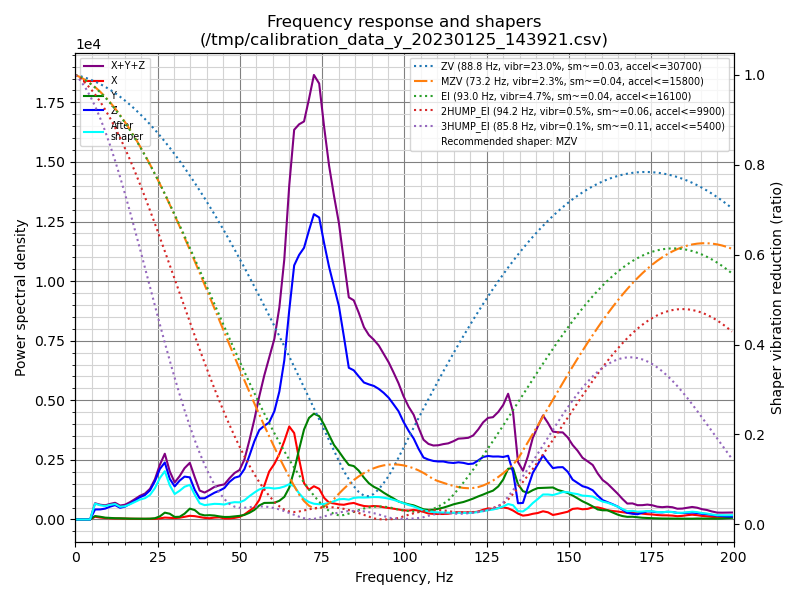 Frequency response and shapers
(/tmp/calibration_data_y_20230125_143921.csv)
1e4
X+Y+Z
X
Y
Z
After
shaper
ZV (88.8 Hz, vibr=23.0%, sm~=0.03, accel<=30700)
MZV (73.2 Hz, vibr=2.3%, sm~=0.04, accel<=15800)
EI (93.0 Hz, vibr=4.7%, sm~=0.04, accel<=16100)
2HUMP_EI (94.2 Hz, vibr=0.5%, sm~=0.06, accel<=9900)
3HUMP_EI (85.8 Hz, vibr=0.1%, sm~=0.11, accel<=5400)
Recommended shaper: MZV
Power spectral density
1.75
1.50
1.25
1.00
0.75
0.50
0.25
0.00
0 25 50 75 100 125 150 175 200
Frequency, Hz
1.0
0.8
0.6
0.4
0.2
0.0
Shaper vibration reduction (ratio)